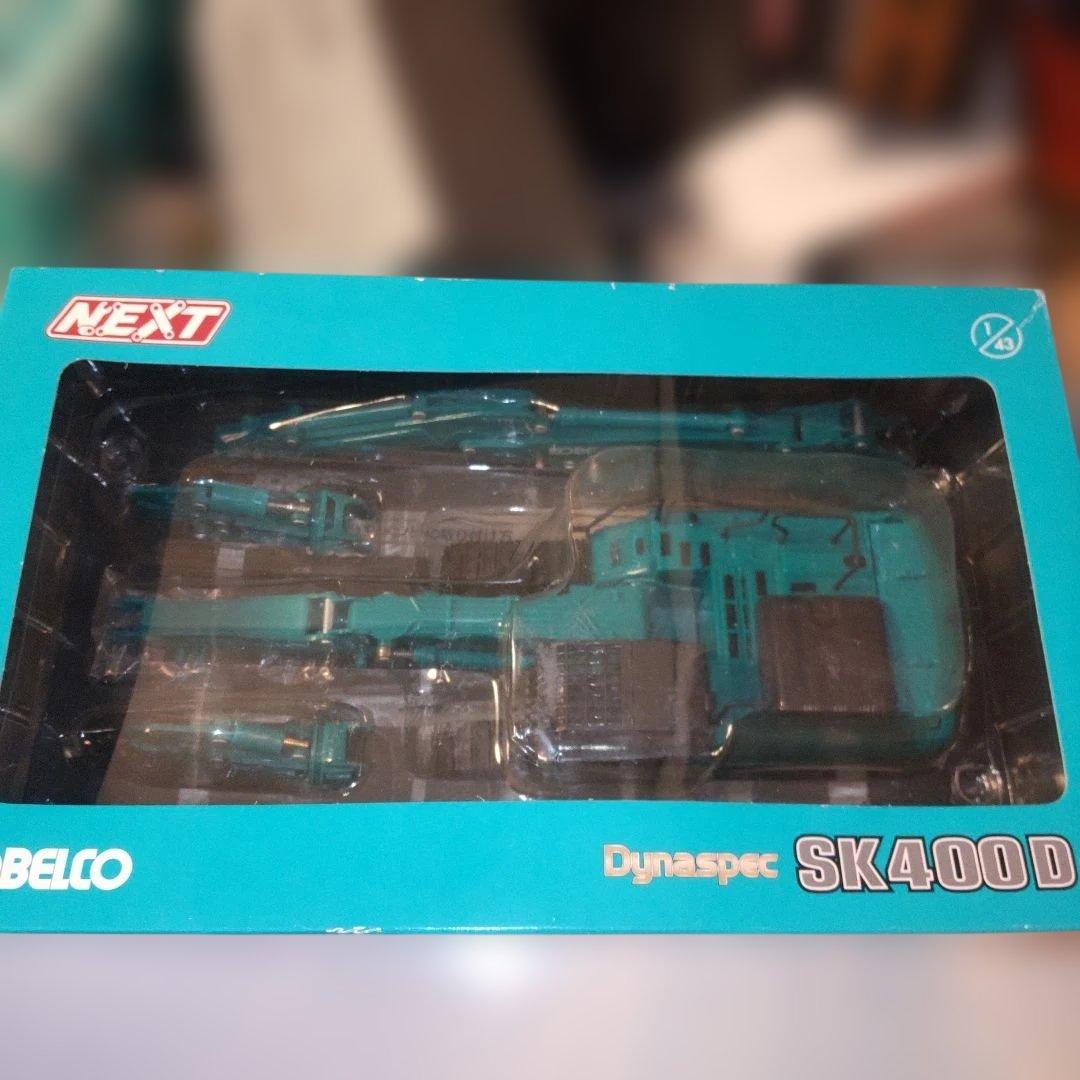 NEXT
1/43
OBELCO
Dynaspec SK400D